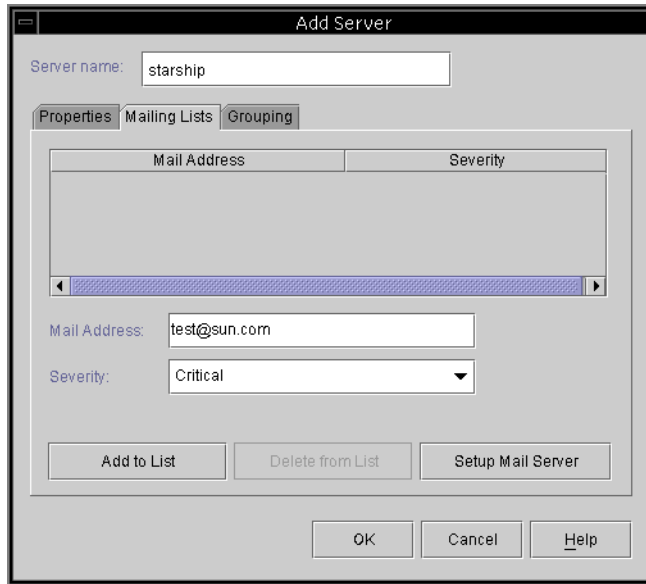 Add Server
Server name: starship
Properties Mailing Lists Grouping
Mail Address Severity
Mail Address: test@sun.com
Severity: Critical
Add to List Delete from List Setup Mail Server
OK Cancel Help